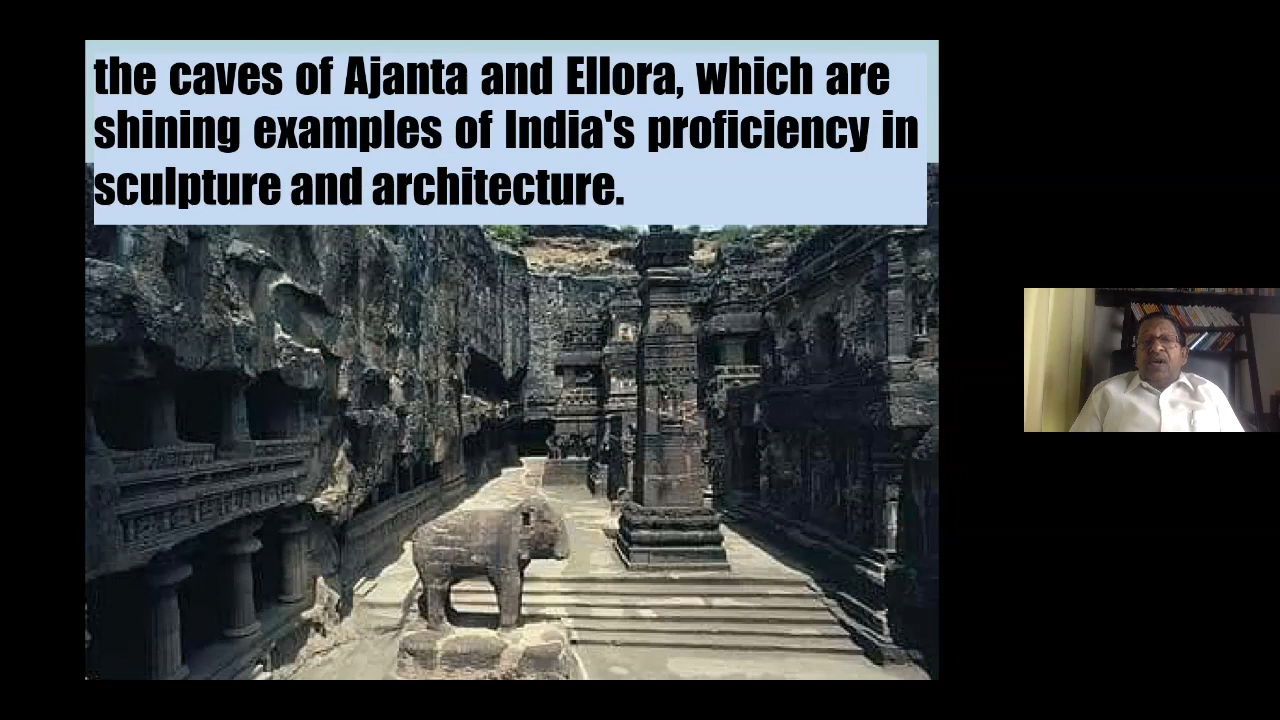 the caves of Ajanta and Ellora, which are
shining examples of India's proficiency in
sculpture and architecture.